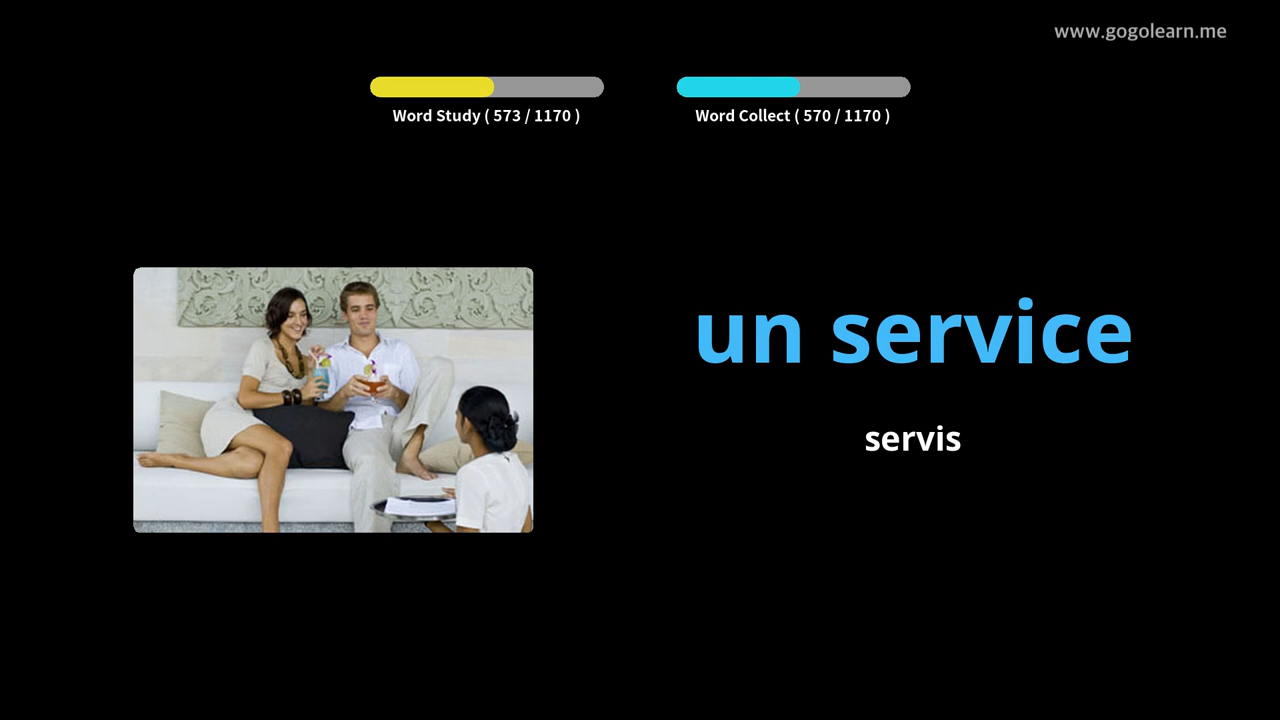 www.gogolearn.me
Word Study ( 573 / 1170 )
Word Collect ( 570 / 1170 )
un service
servis